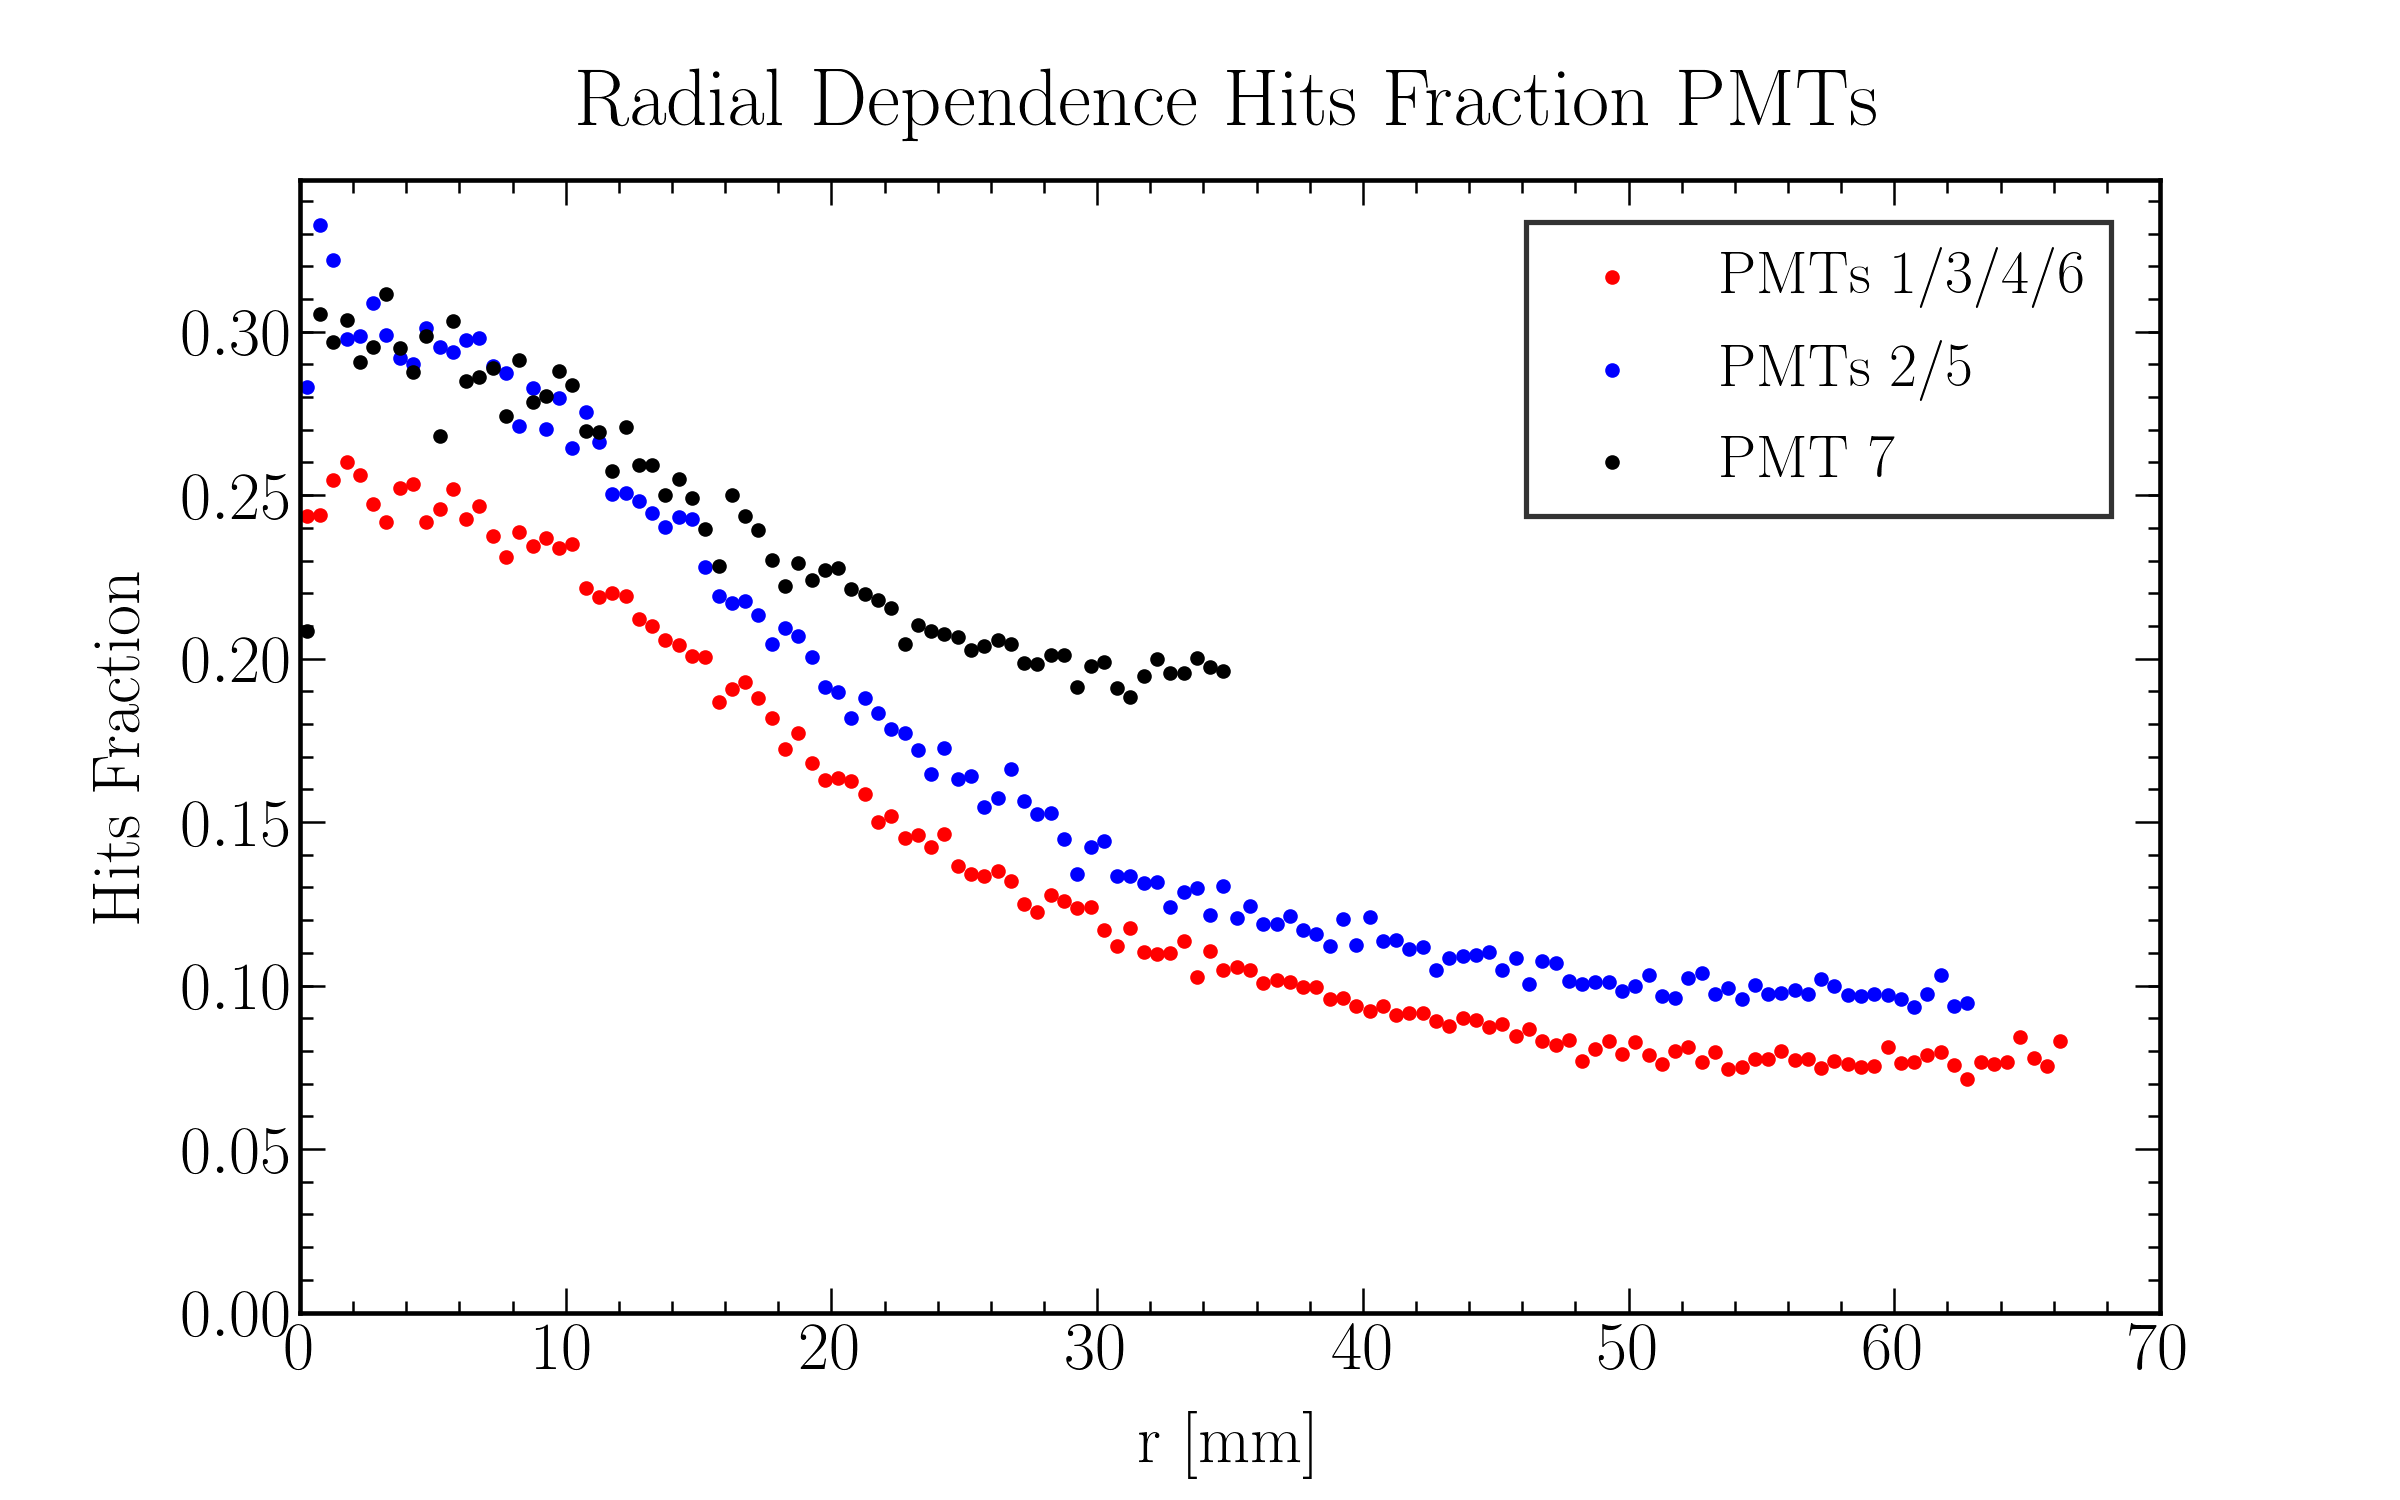 Radial Dependence Hits Fraction PMTs
PMTs 1/3/4/6
PMTs 2/5
PMT 7
Hits Fraction
0.30
0.25
0.20
0.15
0.10
0.05
0.00
0 10 20 30 40 50 60 70
r [mm]